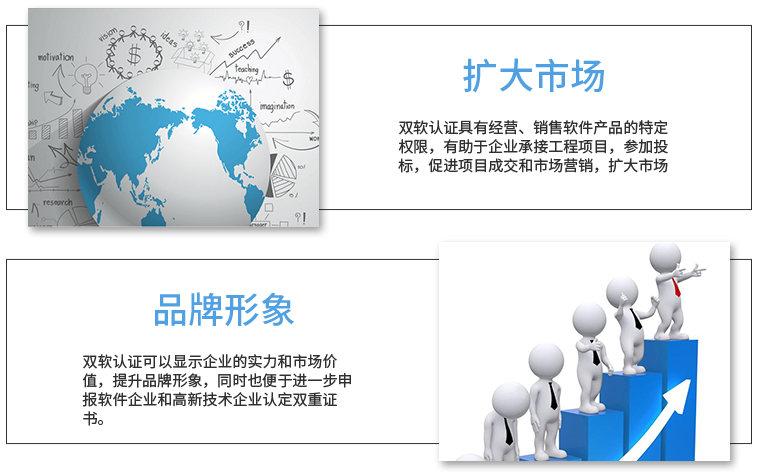 motivation
vision
ideas
success
teaching
imagination
research
扩大市场
双软认证具有经营、销售软件产品的特定
权限，有助于企业承接工程项目，参加投
标，促进项目成交和市场营销，扩大市场
品牌形象
双软认证可以显示企业的实力和市场价
值，提升品牌形象，同时也便于进一步申
报软件企业和高新技术企业认定双重证
书。